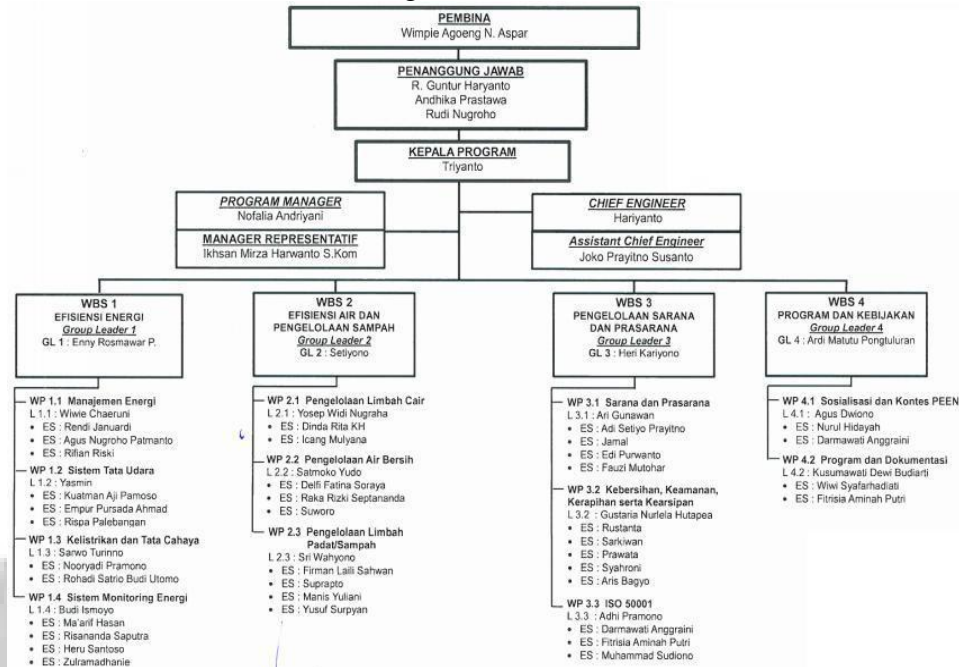 PEMBINA
Wimpie Agoeng N. Aspar
PENANGGUNG JAWAB
R. Guntur Haryanto
Andhika Prastawa
Rudi Nugroho
KEPALA PROGRAM
Triyanto
PROGRAM MANAGER
Nofalia Andriyani
MANAGER REPRESENTATIF
Ikhsan Mirza Harwanto S.Kom
CHIEF ENGINEER
Hariyanto
Assistant Chief Engineer
Joko Prayitno Susanto
WBS 1
EFISIENSI ENERGI
Group Leader 1
GL 1 : Enny Rosmawar P.
WP 1.1 Manajemen Energi
L 1.1 : Wiwie Chaeruni
• ES : Rendi Januardi
• ES : Agus Nugroho Patmanto
• ES : Rifian Riski
WP 1.2 Sistem Tata Udara
L 1.2 : Yasmin
• ES : Kuatman Aji Pamoso
• ES : Empur Pursada Ahmad
• ES : Rispa Palebangan
WP 1.3 Kelistrikan dan Tata Cahaya
L 1.3 : Sarwo Turinno
• ES : Nooryadi Pramono
• ES : Rohadi Satrio Budi Utomo
WP 1.4 Sistem Monitoring Energi
L 1.4 : Budi Ismoyo
• ES : Ma'arif Hasan
• ES : Risananda Saputra
• ES : Heru Santoso
• ES : Zulramadhanie
WBS 2
EFISIENSI AIR DAN
PENGELOLAAN SAMPAH
Group Leader 2
GL 2 : Setiyono
WP 2.1 Pengelolaan Limbah Cair
L 2.1 : Yosep Widi Nugraha
• ES : Dinda Rita KH
• ES : Icang Mulyana
WP 2.2 Pengelolaan Air Bersih
L 2.2 : Satmoko Yudo
• ES : Delfi Fatina Soraya
• ES : Raka Rizki Septananda
• ES : Suworo
WP 2.3 Pengelolaan Limbah
Padat/Sampah
L 2.3 : Sri Wahyono
• ES : Firman Laili Sahwan
• ES : Suprapto
• ES : Manis Yuliani
• ES : Yusuf Surpyan
WBS 3
PENGELOLAAN SARANA
DAN PRASARANA
Group Leader 3
GL 3 : Heri Kariyono
WP 3.1 Sarana dan Prasarana
L 3.1 : Ari Gunawan
• ES : Adi Setiyo Prayitno
• ES : Jamal
• ES : Edi Purwanto
• ES : Fauzi Mutohar
WP 3.2 Kebersihan, Keamanan,
Kerapihan serta Kearsipan
L 3.2 : Gustaria Nurlela Hutapea
• ES : Rustanta
• ES : Sarkiwan
• ES : Prawata
• ES : Syahroni
• ES : Aris Bagyo
WP 3.3 ISO 50001
L 3.3 : Adhi Pramono
• ES : Darmawati Anggraini
• ES : Fitrisia Aminah Putri
• ES : Muhammad Sudiono
WBS 4
PROGRAM DAN KEBIJAKAN
Group Leader 4
GL 4 : Ardi Matutu Pongtuluran
WP 4.1 Sosialisasi dan Kontes PEEN
L 4.1 : Agus Dwiono
• ES : Nurul Hidayah
• ES : Darmawati Anggraini
WP 4.2 Program dan Dokumentasi
L 4.2 : Kusumawati Dewi Budiarti
• ES : Wiwi Syafarhadiati
• ES : Fitrisia Aminah Putri